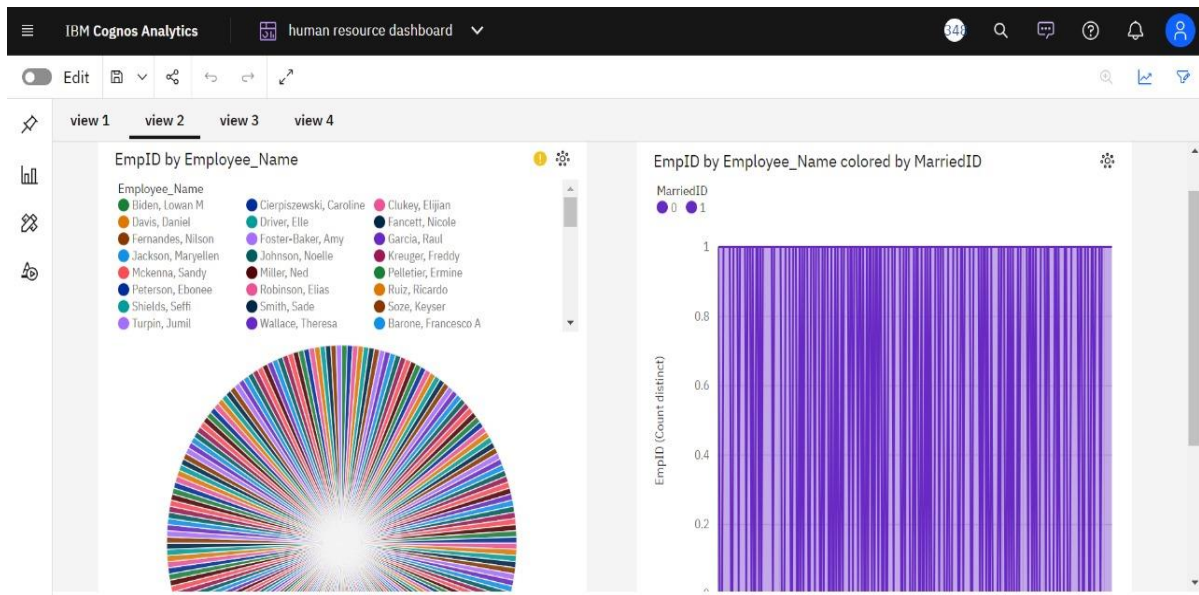 IBM Cognos Analytics
human resource dashboard
348
Edit
view 1 view 2 view 3 view 4
EmpID by Employee_Name
Employee_Name
Biden, Lowan M Cierpiszewski, Caroline Clukey, Elijian
Davis, Daniel Driver, Elle Fancett, Nicole
Fernandes, Nilson Foster-Baker, Amy Garcia, Raul
Jackson, Maryellen Johnson, Noelle Kreuger, Freddy
Mckenna, Sandy Miller, Ned Pelletier, Ermine
Peterson, Ebonee Robinson, Elias Ruiz, Ricardo
Shields, Seffi Smith, Sade Soze, Keyser
Turpin, Jumil Wallace, Theresa Barone, Francesco A
EmpID by Employee_Name colored by MarriedID
MarriedID
0 1
EmpID (Count distinct)
1
0.8
0.6
0.4
0.2